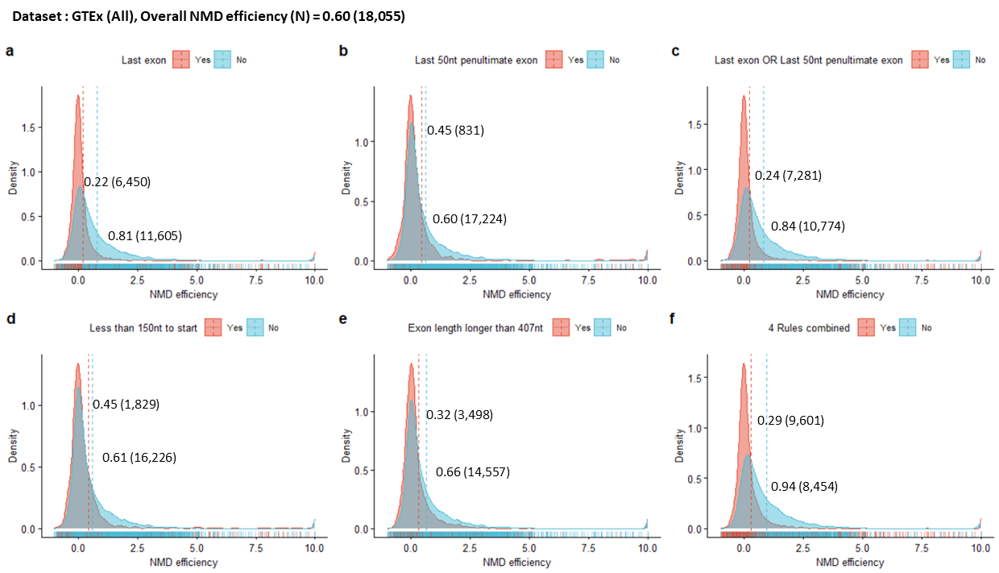 Dataset : GTEx (All), Overall NMD efficiency (N) = 0.60 (18,055)
a
Last exon Yes No
Density
1.5
1.0
0.5
0.0
0.22 (6,450)
0.81 (11,605)
0.0 2.5 5.0 7.5 10.0
NMD efficiency
b
Last 50nt penultimate exon Yes No
Density
1.0
0.5
0.0
0.45 (831)
0.60 (17,224)
0.0 2.5 5.0 7.5 10.0
NMD efficiency
c
Last exon OR Last 50nt penultimate exon Yes No
Density
1.5
1.0
0.5
0.0
0.24 (7,281)
0.84 (10,774)
0.0 2.5 5.0 7.5 10.0
NMD efficiency
d
Less than 150nt to start Yes No
Density
1.0
0.5
0.0
0.45 (1,829)
0.61 (16,226)
0.0 2.5 5.0 7.5 10.0
NMD efficiency
e
Exon length longer than 407nt Yes No
Density
1.0
0.5
0.0
0.32 (3,498)
0.66 (14,557)
0.0 2.5 5.0 7.5 10.0
NMD efficiency
f
4 Rules combined Yes No
Density
1.5
1.0
0.5
0.0
0.29 (9,601)
0.94 (8,454)
0.0 2.5 5.0 7.5 10.0
NMD efficiency